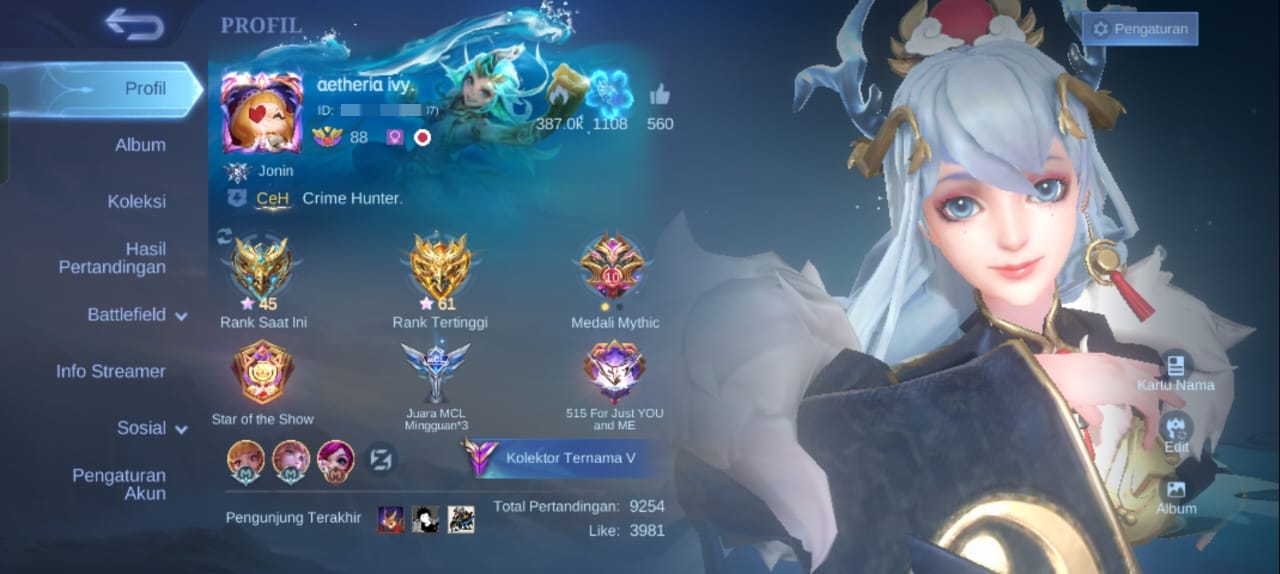 PROFIL
Pengaturan
Profil
Album
Koleksi
Hasil
Pertandingan
Battlefield
Info Streamer
Sosial
Pengaturan
Akun
aetheria ivy.
ID:
88
387.0k 1108 560
Jonin
CeH Crime Hunter.
45
Rank Saat Ini
61
Rank Tertinggi
10
Medali Mythic
Star of the Show
MCL
Juara MCL
Mingguan*3
515 For Just YOU
and ME
Kolektor Ternama V
Pengunjung Terakhir
Total Pertandingan: 9254
Like: 3981
Kartu Nama
Edit
Album